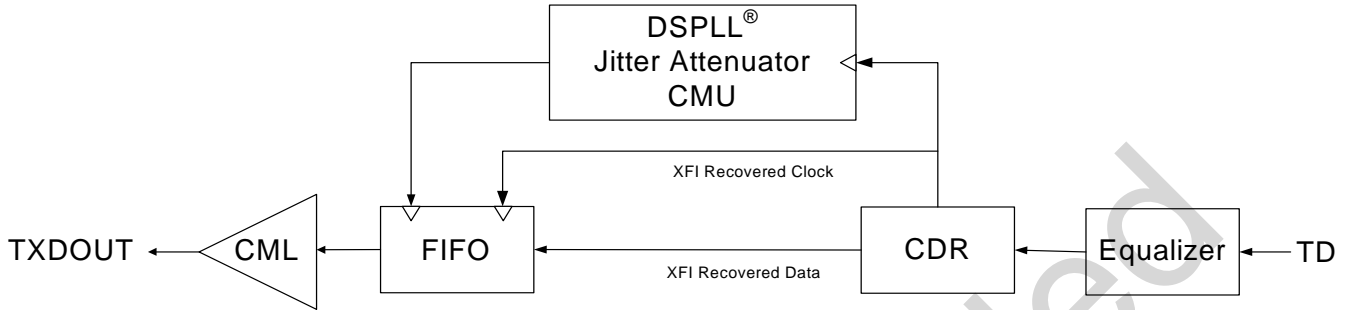 DSPLL®
Jitter Attenuator
CMU
XFI Recovered Clock
TXDOUT
CML
FIFO
CDR
Equalizer
TD
XFI Recovered Data